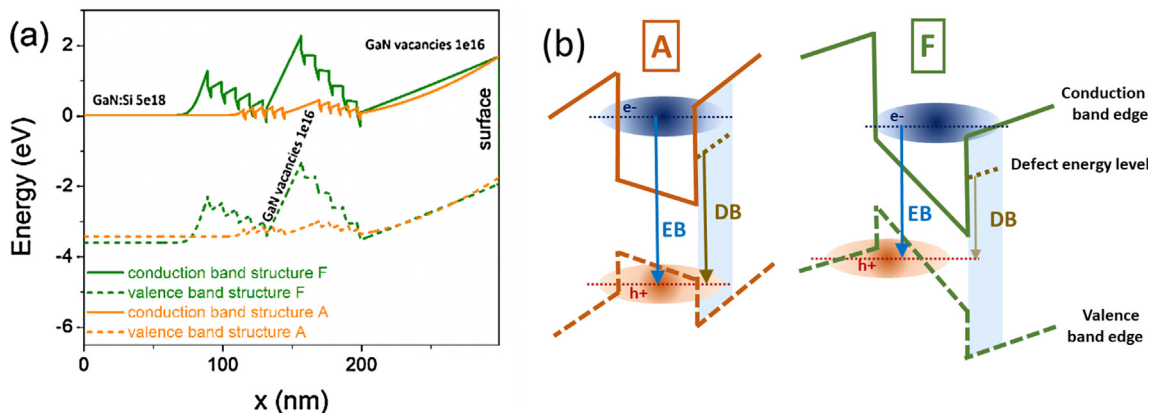 (a)
2
0
-2
-4
-6
Energy (eV)
GaN vacancies 1e16
GaN:Si 5e18
GaN vacancies 1e16
surface
conduction band structure F
valence band structure F
conduction band structure A
valence band structure A
0
100
200
x (nm)
(b)
A
F
e-
e-
Conduction
band edge
Defect energy level
EB
DB
EB
DB
h+
h+
Valence
band edge